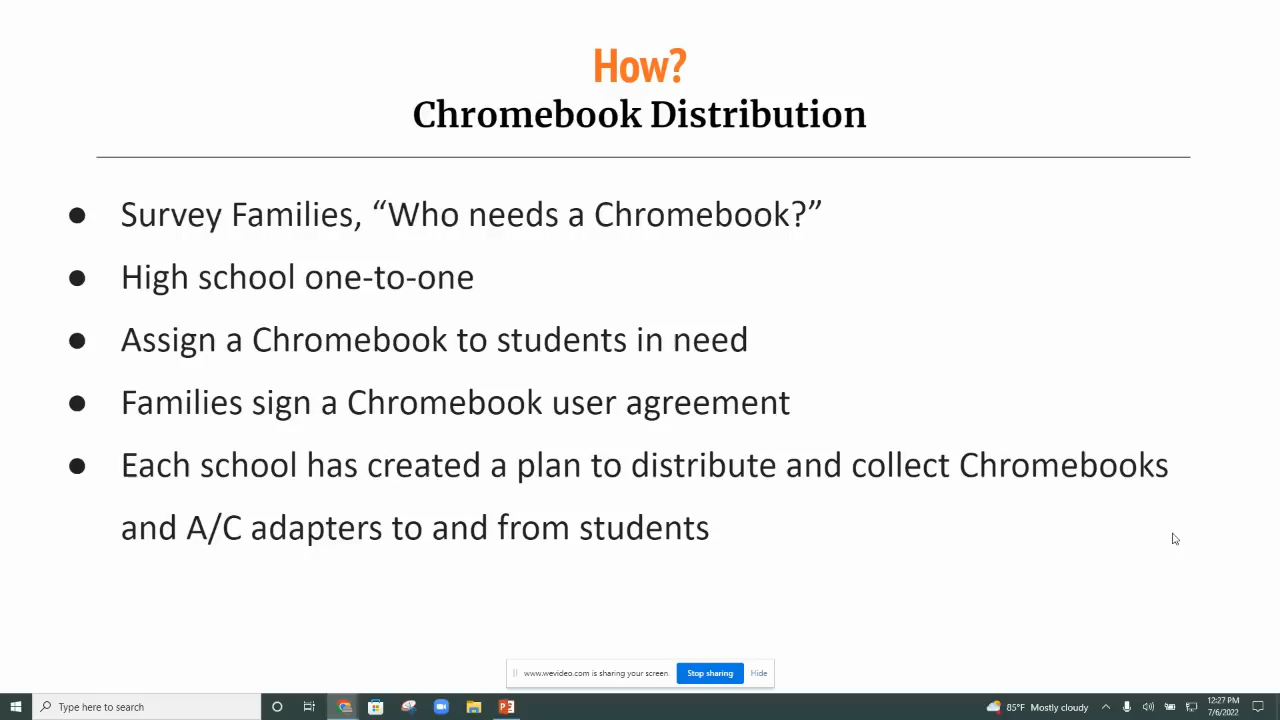 How?
Chromebook Distribution
● Survey Families, “Who needs a Chromebook?”
● High school one-to-one
● Assign a Chromebook to students in need
● Families sign a Chromebook user agreement
● Each school has created a plan to distribute and collect Chromebooks
and A/C adapters to and from students
www.wevideo.com is sharing your screen. Stop sharing Hide
Type here to search 85°F Mostly cloudy 12:27 PM
7/6/2022